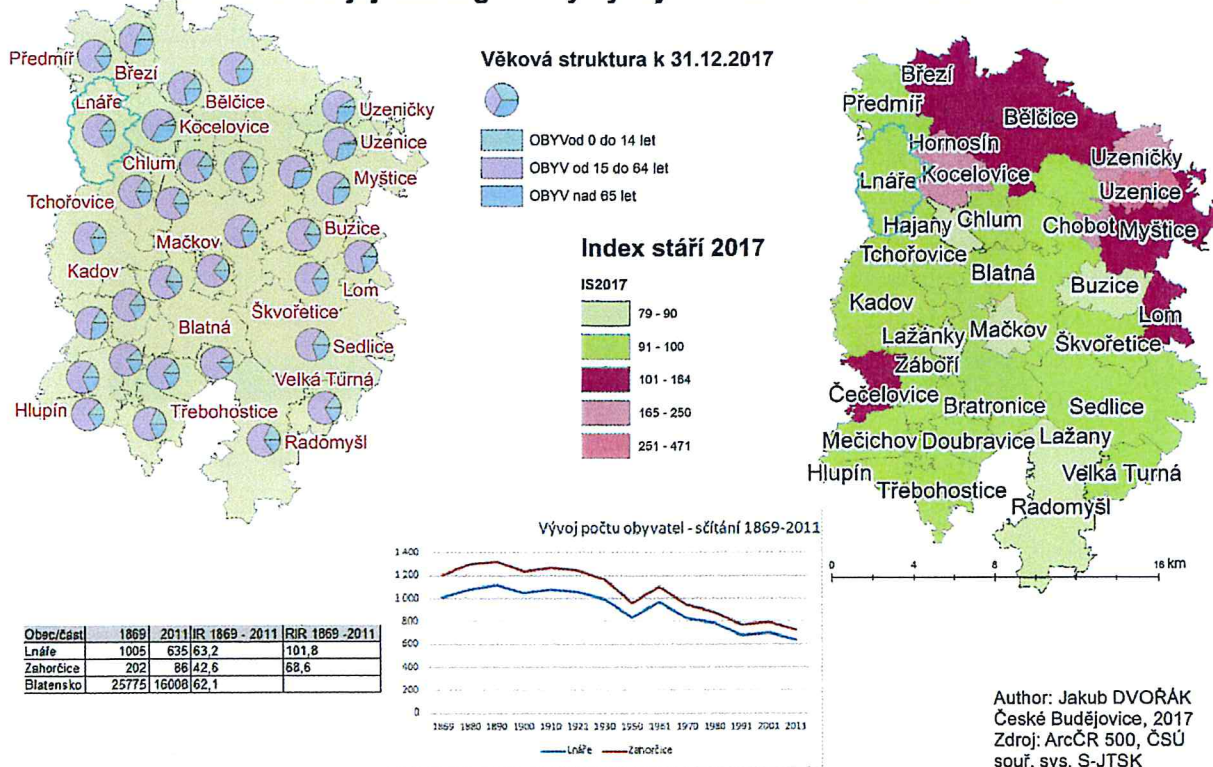 Věková struktura k 31.12.2017
OBYVod 0 do 14 let
OBYV od 15 do 64 let
OBYV nad 65 let
Předmíř
Březí
Lnáře
Bělčice
Kocelovice
Uzeničky
Uzenice
Chlum
Myštice
Tchořovice
Mačkov
Buzice
Kadov
Lom
Škvořetice
Blatná
Sedlice
Velká Turná
Hlupín
Třebohostice
Radomyšl
Index stáří 2017
IS2017
79 - 90
91 - 100
101 - 164
165 - 250
251 - 471
Březí
Předmíř
Bělčice
Hornosín
Uzeničky
Lnáře
Kocelovice
Uzenice
Hajany
Chlum
Chobot
Myštice
Tchořovice
Blatná
Buzice
Kadov
Lom
Lažánky
Mačkov
Škvořetice
Záboří
Čečelovice
Bratronice
Sedlice
Mečichov
Doubravice
Lažany
Hlupín
Velká Turná
Třebohostice
Radomyšl
0 4 8 16 km
Vývoj počtu obyvatel - sčítání 1869-2011
1 400
1 200
1 000
800
600
400
200
0
1869 1880 1890 1900 1910 1921 1930 1950 1961 1970 1980 1991 2001 2011
Lnáře Zahorčice
Obec/část 1869 2011 IR 1869 - 2011 RIR 1869 -2011
Lnáře 1005 635 63,2 101,8
Zahorčice 202 86 42,6 68,6
Blatensko 25775 16008 62,1
Author: Jakub DVOŘÁK
České Budějovice, 2017
Zdroj: ArcČR 500, ČSÚ
souř. sys. S-JTSK